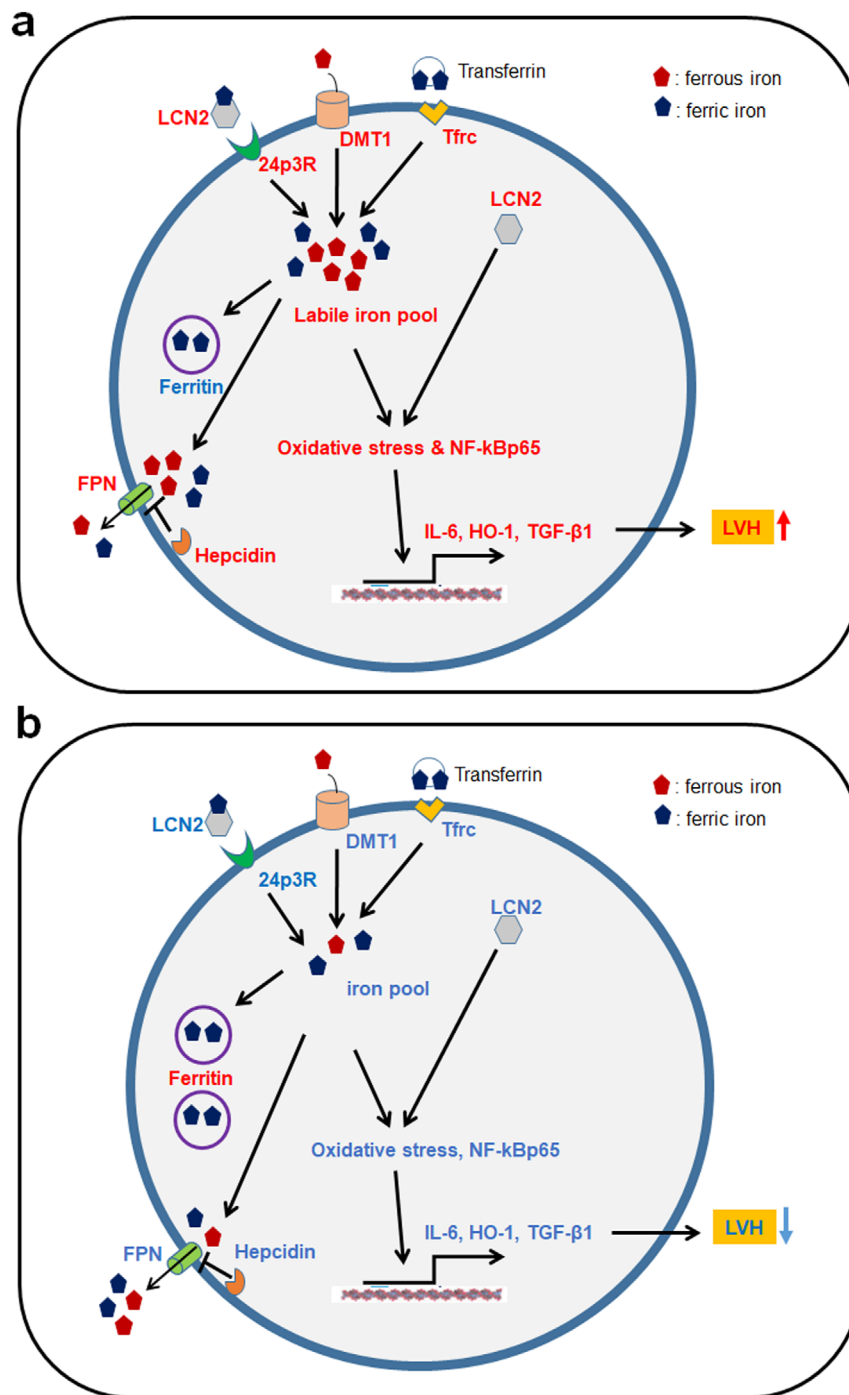 a
Transferrin
: ferrous iron
: ferric iron
LCN2
DMT1
Tfrc
24p3R
LCN2
Labile iron pool
Ferritin
Oxidative stress & NF-kBp65
FPN
IL-6, HO-1, TGF-β1
LVH
Hepcidin
b
Transferrin
: ferrous iron
: ferric iron
LCN2
DMT1
Tfrc
24p3R
LCN2
iron pool
Ferritin
Oxidative stress, NF-kBp65
IL-6, HO-1, TGF-β1
LVH
FPN
Hepcidin